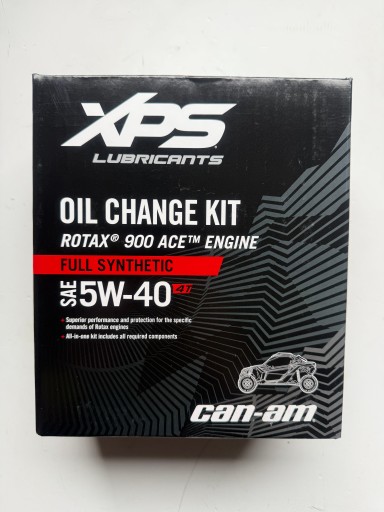 XPS
LUBRICANTS
OIL CHANGE KIT
ROTAX® 900 ACE™ ENGINE
FULL SYNTHETIC
SAE 5W-40 4T
• Superior performance and protection for the specific
demands of Rotax engines
• All-in-one kit includes all required components
can-am